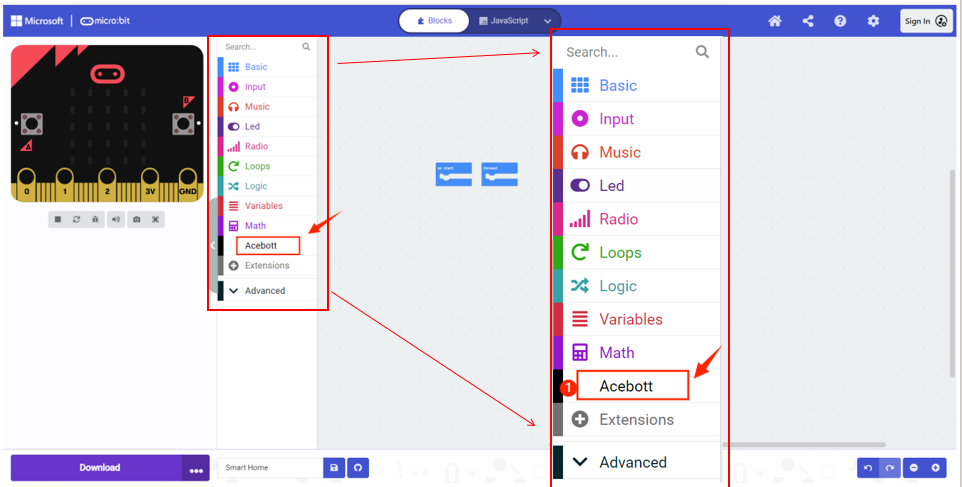 Microsoft | micro:bit
Blocks
JavaScript
Sign In
B
A
0 1 2 3V GND
Search...
Basic
Input
Music
Led
Radio
Loops
Logic
Variables
Math
Acebott
Extensions
Advanced
on start
forever
Search...
Basic
Input
Music
Led
Radio
Loops
Logic
Variables
Math
1 Acebott
Extensions
Advanced
Download
Smart Home